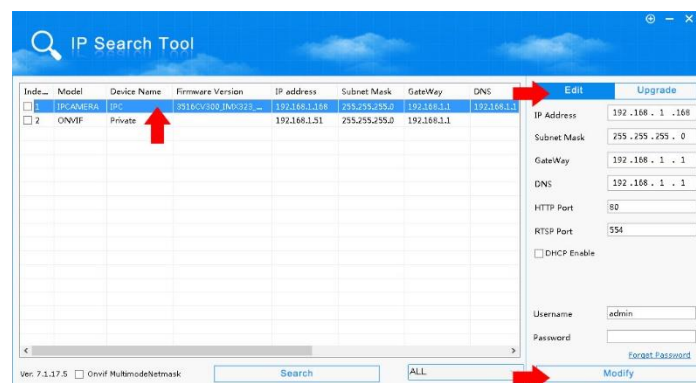 IP Search Tool
Inde... Model Device Name Firmware Version IP address Subnet Mask GateWay DNS
1 IPCAMERA IPC 3516CV300_IMX323_... 192.168.1.168 255.255.255.0 192.168.1.1 192.168.1.1
2 ONVIF Private 192.168.1.51 255.255.255.0 192.168.1.1
Edit Upgrade
IP Address 192 .168 . 1 .168
Subnet Mask 255 .255 .255 . 0
GateWay 192 .168 . 1 . 1
DNS 192 .168 . 1 . 1
HTTP Port 80
RTSP Port 554
DHCP Enable
Username admin
Password
Forget Password
Ver. 7.1.17.5 Onvif MultimodeNetmask Search ALL Modify